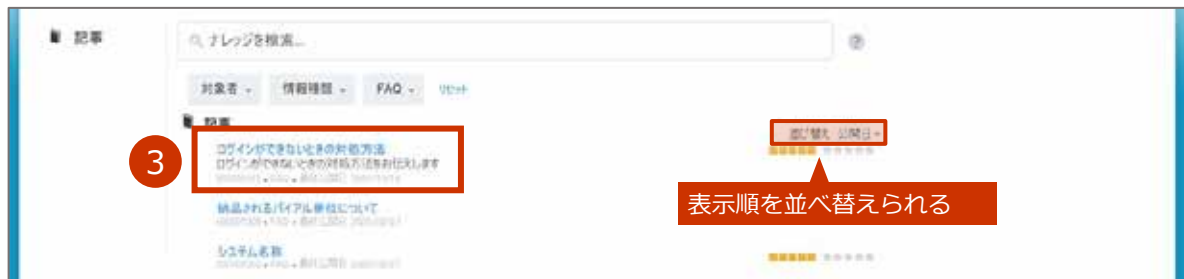 記事
ナレッジを検索...
対象者
情報種類
FAQ
リセット
記事
並び替え 公開日
3
ログインができないときの対処方法
ログインができないときの対処方法をお伝えします
表示順を並べ替えられる
納品されるバイアル単位について
システム名称